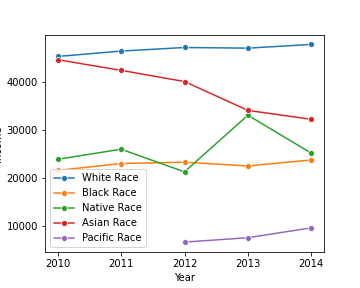 40000
30000
20000
10000
White Race
Black Race
Native Race
Asian Race
Pacific Race
2010 2011 2012 2013 2014
Year